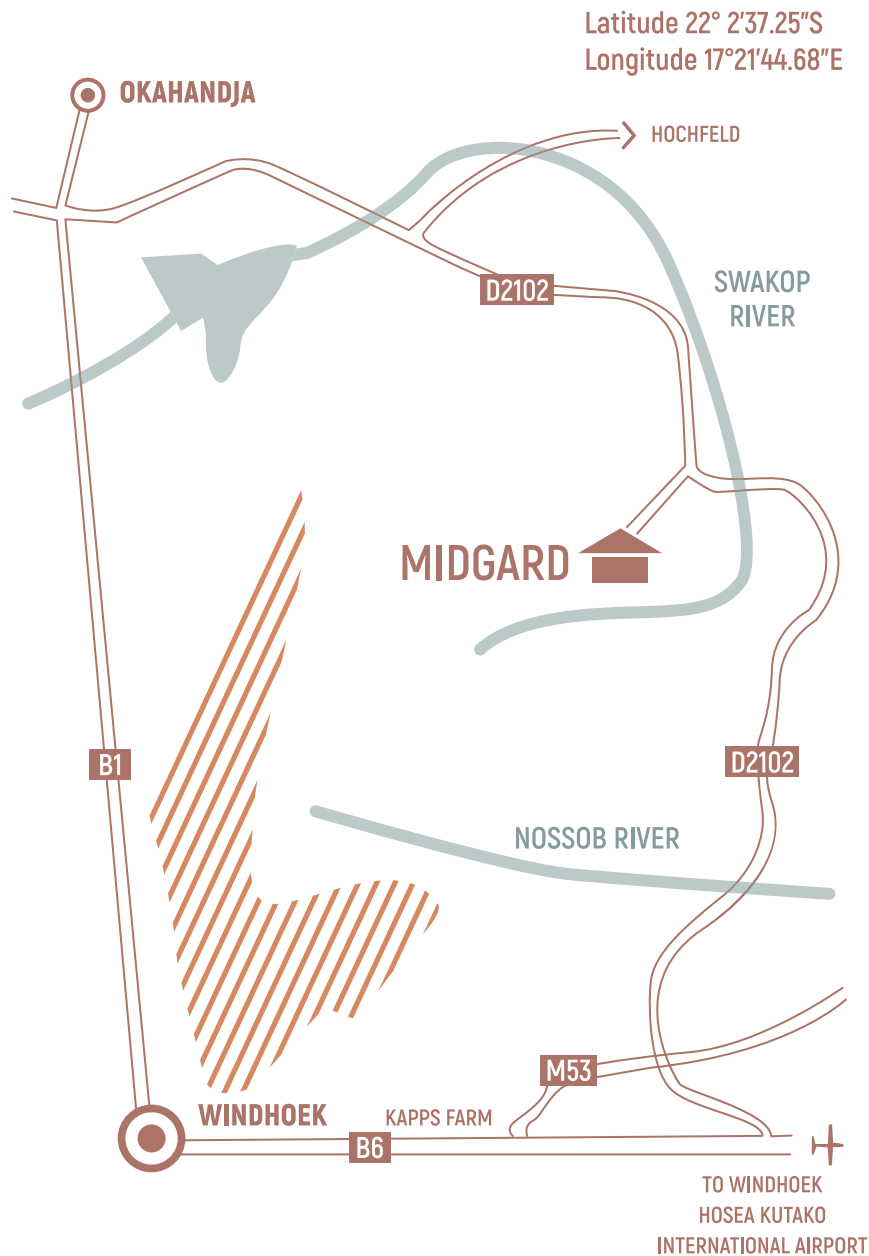 Latitude 22° 2'37.25"S
Longitude 17°21'44.68"E
OKAHANDJA
HOCHFELD
D2102
SWAKOP
RIVER
MIDGARD
B1
D2102
NOSSOB RIVER
M53
WINDHOEK
KAPPS FARM
B6
TO WINDHOEK
HOSEA KUTAKO
INTERNATIONAL AIRPORT